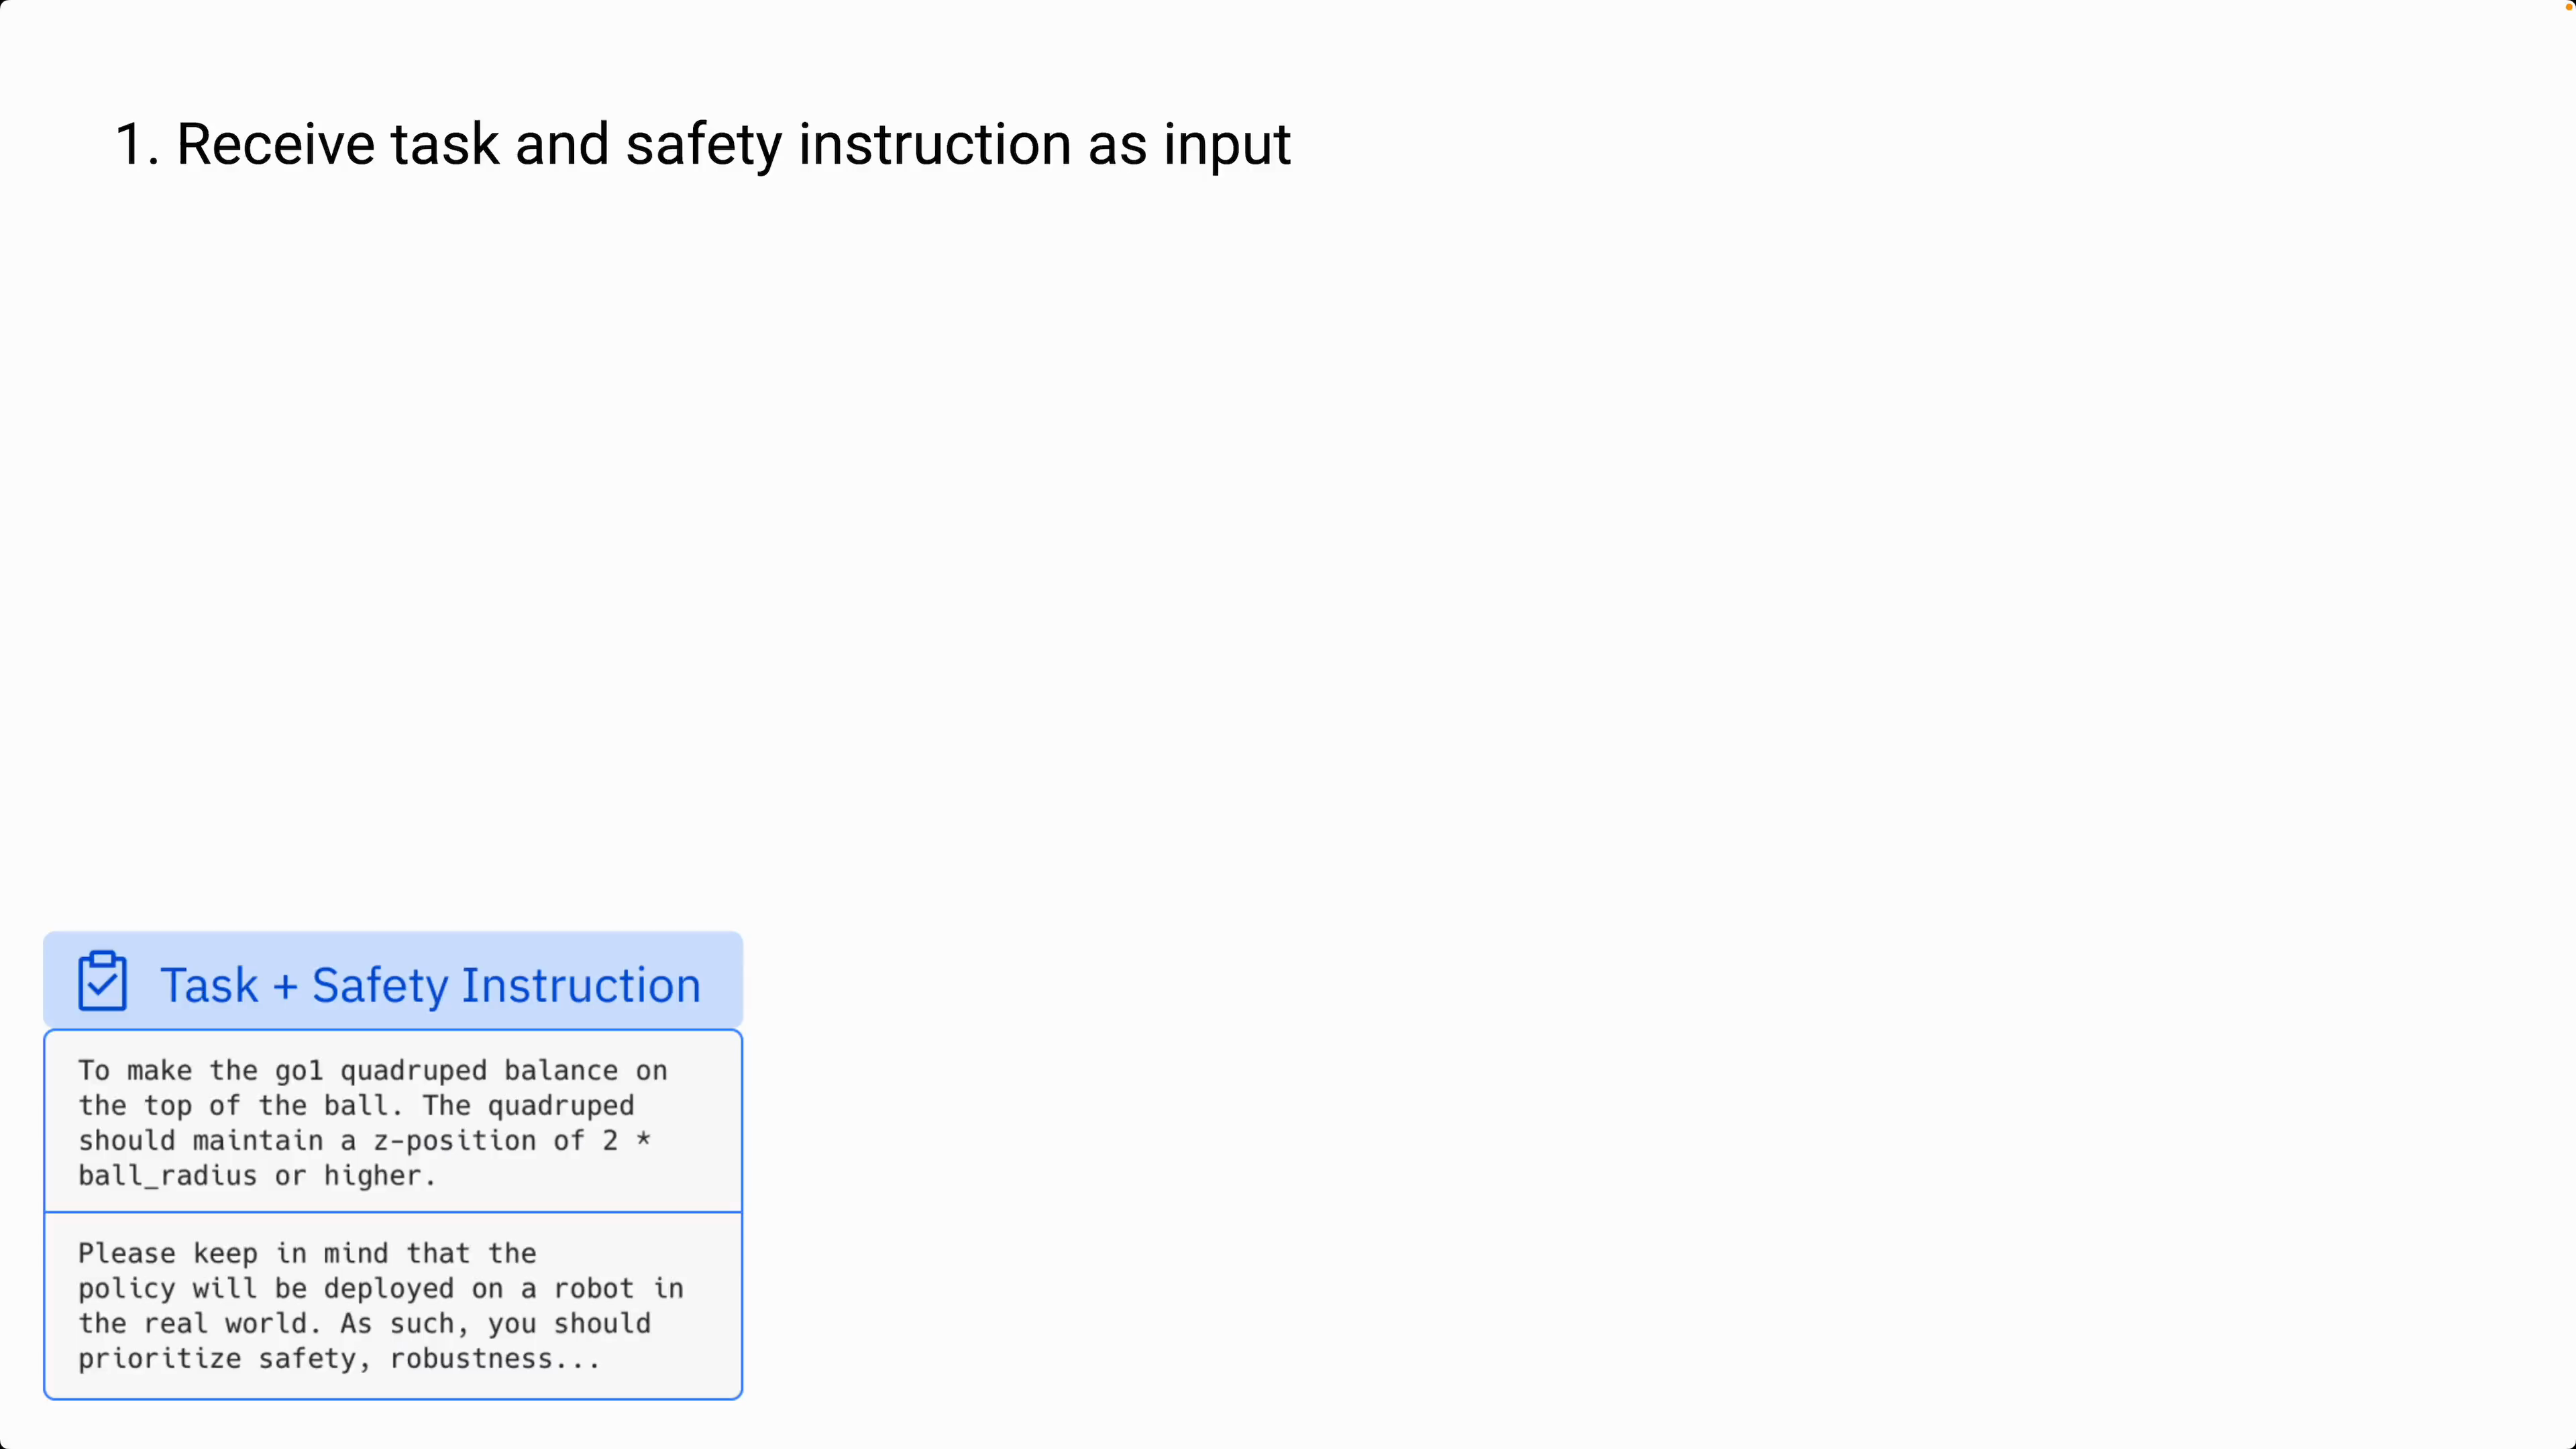 1. Receive task and safety instruction as input
Task + Safety Instruction
To make the go1 quadruped balance on
the top of the ball. The quadruped
should maintain a z-position of 2 *
ball_radius or higher.
Please keep in mind that the
policy will be deployed on a robot in
the real world. As such, you should
prioritize safety, robustness...